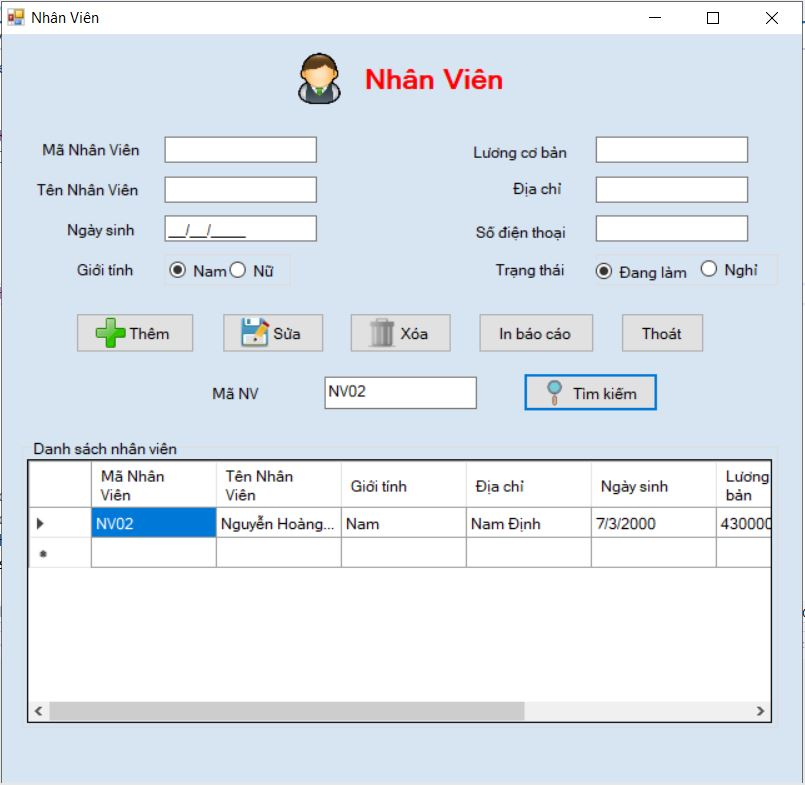 Nhân Viên
Nhân Viên
Mã Nhân Viên
Lương cơ bản
Tên Nhân Viên
Địa chỉ
Ngày sinh __/__/____
Số điện thoại
Giới tính Nam Nữ
Trạng thái Đang làm Nghỉ
Thêm Sửa Xóa In báo cáo Thoát
Mã NV NV02 Tìm kiếm
Danh sách nhân viên
Mã Nhân Viên Tên Nhân Viên Giới tính Địa chỉ Ngày sinh Lương bản
NV02 Nguyễn Hoàng... Nam Nam Định 7/3/2000 430000